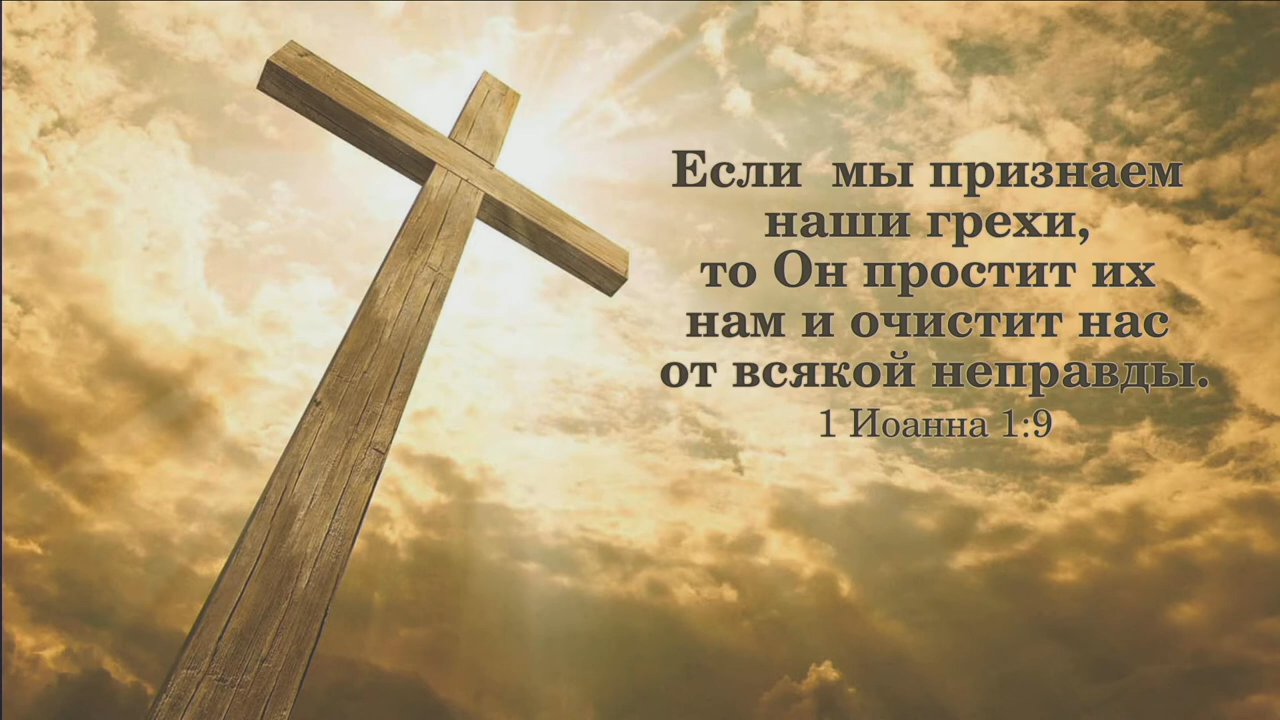 Если мы признаем
наши грехи,
то Он простит их
нам и очистит нас
от всякой неправды.
1 Иоанна 1:9